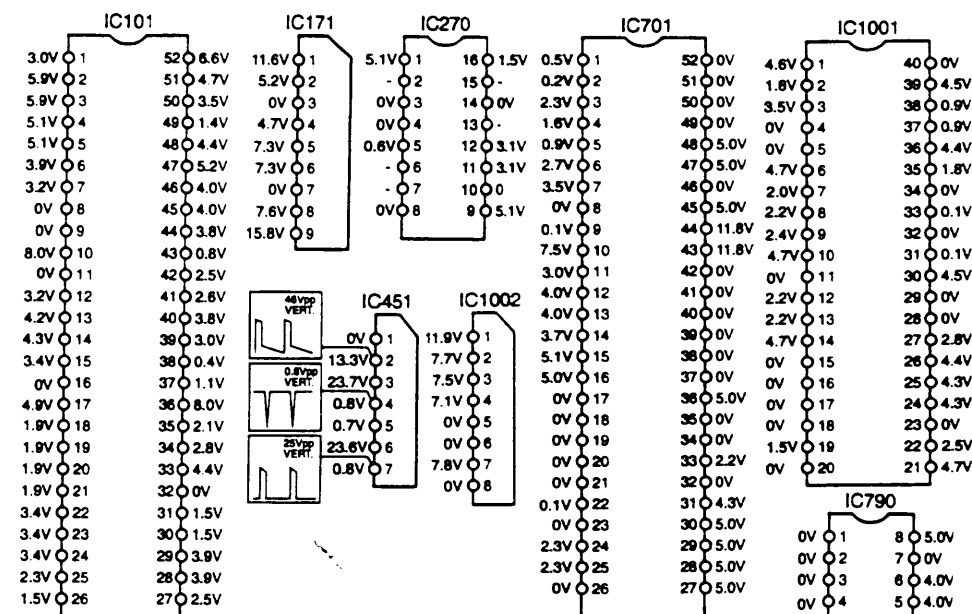 IC101
3.0V 1 52 6.6V
5.9V 2 51 4.7V
5.9V 3 50 3.5V
5.1V 4 49 1.4V
5.1V 5 48 4.4V
3.9V 6 47 5.2V
3.2V 7 46 4.0V
0V 8 45 4.0V
0V 9 44 3.8V
8.0V 10 43 0.8V
0V 11 42 2.5V
3.2V 12 41 2.6V
4.2V 13 40 3.8V
4.3V 14 39 3.0V
3.4V 15 38 0.4V
0V 16 37 1.1V
4.9V 17 36 8.0V
1.9V 18 35 2.1V
1.9V 19 34 2.8V
1.9V 20 33 4.4V
1.9V 21 32 0V
3.4V 22 31 1.5V
3.4V 23 30 1.5V
3.4V 24 29 3.9V
2.3V 25 28 3.9V
1.5V 26 27 2.5V
IC171
11.6V 1
5.2V 2
0V 3
4.7V 4
7.3V 5
7.3V 6
0V 7
7.6V 8
15.8V 9
IC270
5.1V 1 16 1.5V
- 2 15 -
0V 3 14 0V
0V 4 13 -
0.6V 5 12 3.1V
- 6 11 3.1V
- 7 10 0
0V 8 9 5.1V
46Vpp
VERT.
0.8Vpp
VERT.
25Vpp
VERT.
IC451
0V 1
13.3V 2
23.7V 3
0.8V 4
0.7V 5
23.6V 6
0.8V 7
IC1002
11.9V 1
7.7V 2
7.5V 3
7.1V 4
0V 5
0V 6
7.8V 7
0V 8
IC701
0.5V 1 52 0V
0.2V 2 51 0V
2.3V 3 50 0V
1.6V 4 49 0V
0.9V 5 48 5.0V
2.7V 6 47 5.0V
3.5V 7 46 0V
0V 8 45 5.0V
0.1V 9 44 11.8V
7.5V 10 43 11.8V
3.0V 11 42 0V
4.0V 12 41 0V
4.0V 13 40 0V
3.7V 14 39 0V
5.1V 15 38 0V
5.0V 16 37 0V
0V 17 36 5.0V
0V 18 35 0V
0V 19 34 0V
0V 20 33 2.2V
0V 21 32 0V
0.1V 22 31 4.3V
0V 23 30 5.0V
2.3V 24 29 5.0V
2.3V 25 28 5.0V
0V 26 27 5.0V
IC1001
4.6V 1 40 0V
1.8V 2 39 4.5V
3.5V 3 38 0.9V
0V 4 37 0.9V
0V 5 36 4.4V
4.7V 6 35 1.8V
2.0V 7 34 0V
2.2V 8 33 0.1V
2.4V 9 32 0V
4.7V 10 31 0.1V
0V 11 30 4.5V
2.2V 12 29 0V
2.2V 13 28 0V
4.7V 14 27 2.8V
0V 15 26 4.4V
0V 16 25 4.3V
0V 17 24 4.3V
0V 18 23 0V
1.5V 19 22 2.5V
0V 20 21 4.7V
IC790
0V 1 8 5.0V
0V 2 7 0V
0V 3 6 4.0V
0V 4 5 4.0V